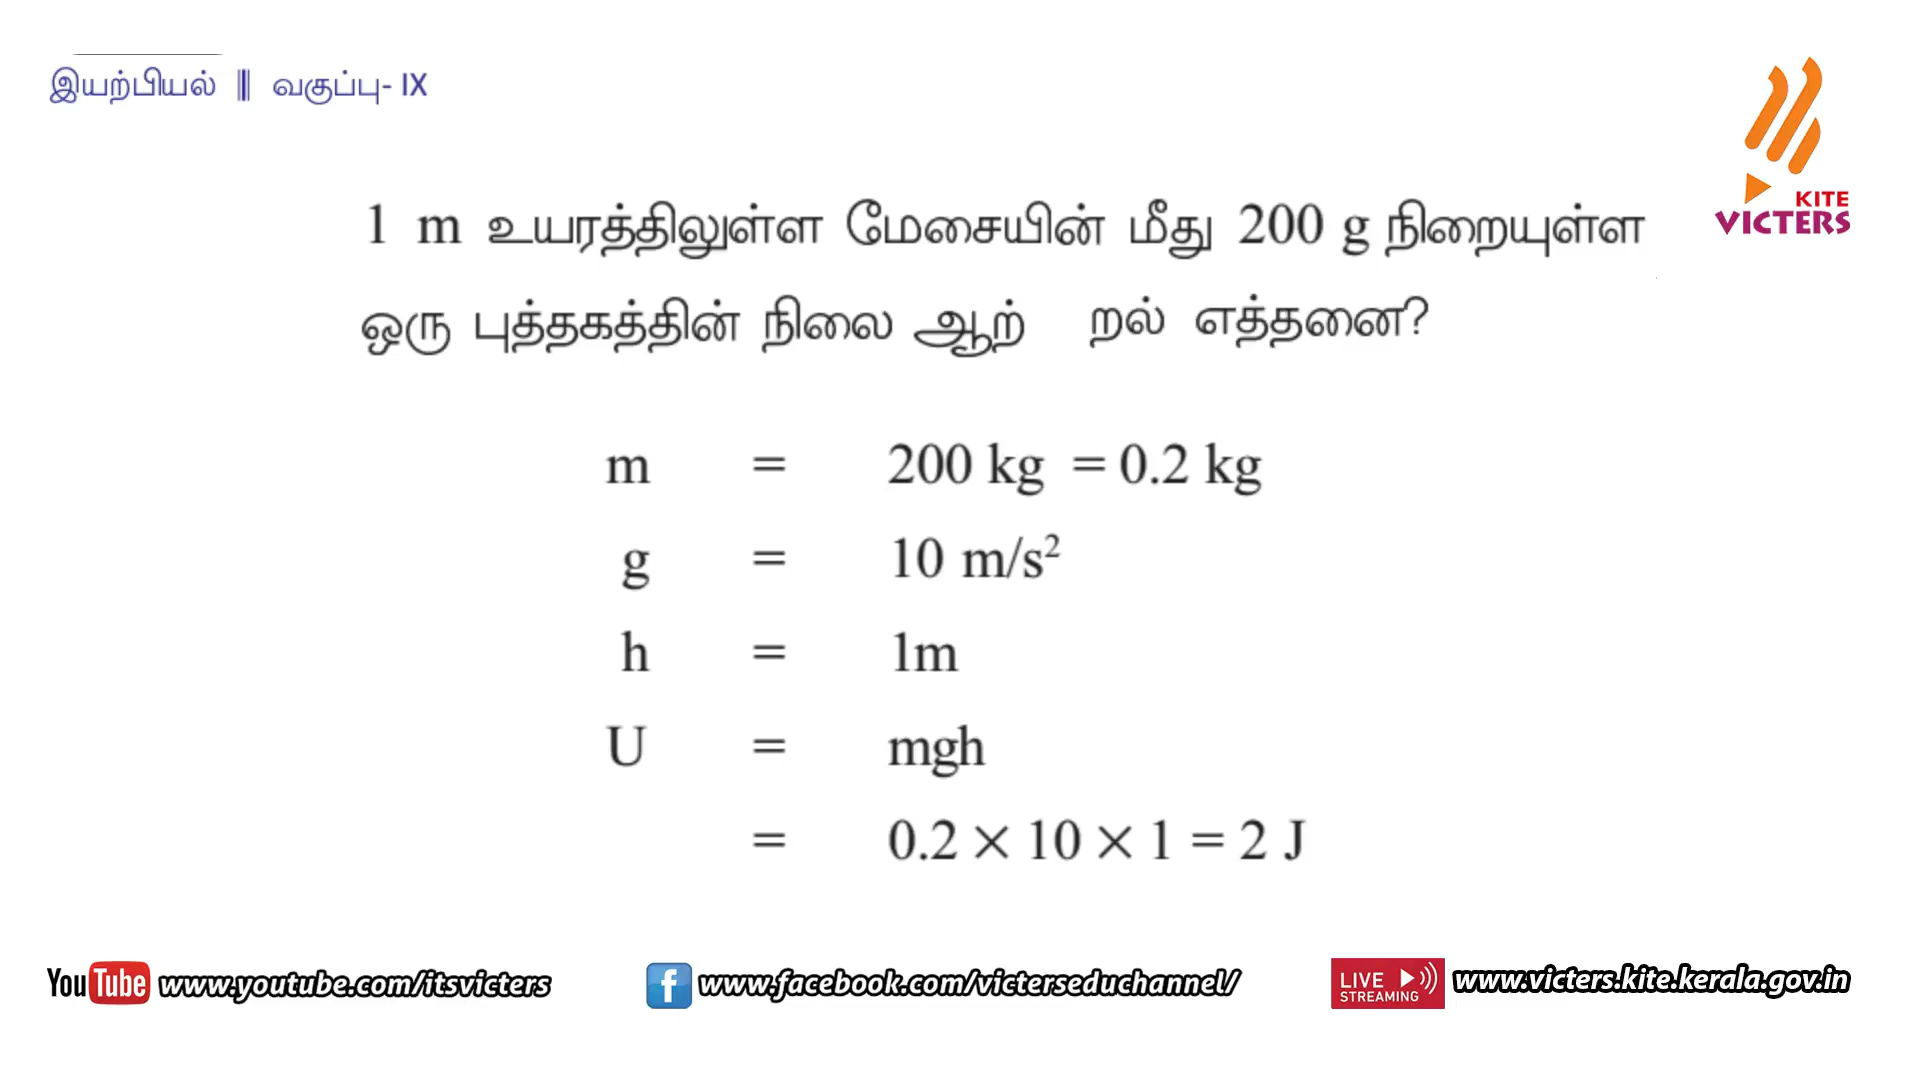 இயற்பியல் || வகுப்பு- IX
KITE
VICTERS
1 m உயரத்திலுள்ள மேசையின் மீது 200 g நிறையுள்ள
ஒரு புத்தகத்தின் நிலை ஆற் றல் எத்தனை?
m = 200 kg = 0.2 kg
g = 10 m/s²
h = 1m
U = mgh
= 0.2 × 10 × 1 = 2 J
YouTube www.youtube.com/itsvicters
f www.facebook.com/victerseduchannel/
LIVE STREAMING www.victers.kite.kerala.gov.in